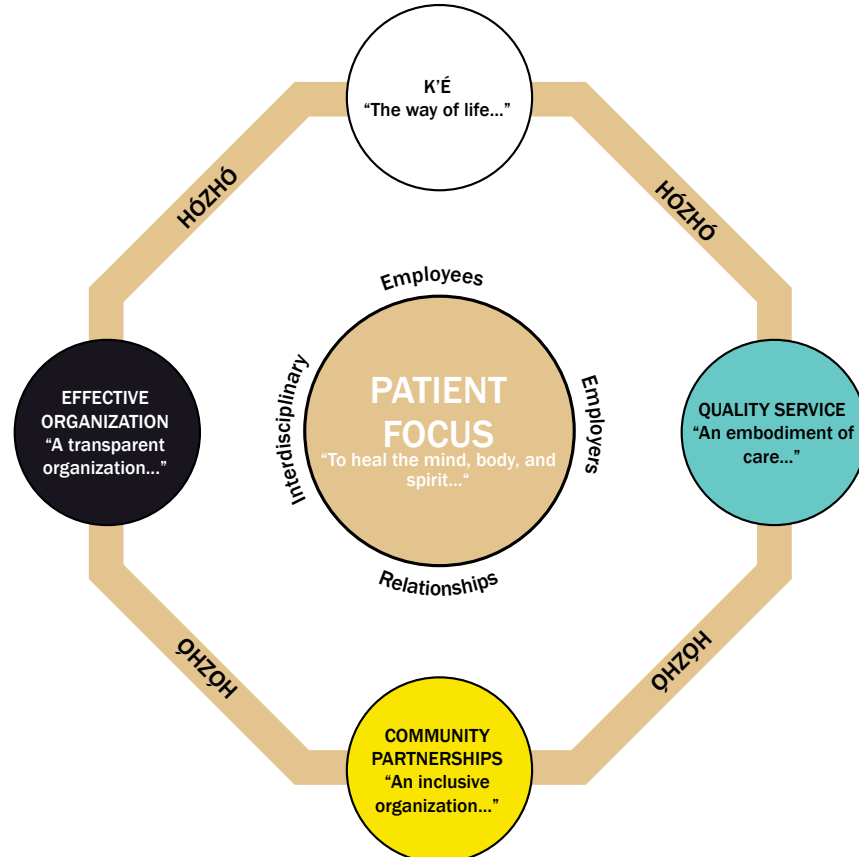 K'É
“The way of life...”
HÓZHÓ
HÓZHÓ
Employees
Interdisciplinary
Employers
Relationships
PATIENT
FOCUS
“To heal the mind, body, and
spirit...“
EFFECTIVE
ORGANIZATION
“A transparent
organization...”
QUALITY SERVICE
“An embodiment of
care...”
HÓZHÓ
HÓZHÓ
COMMUNITY
PARTNERSHIPS
“An inclusive
organization...”